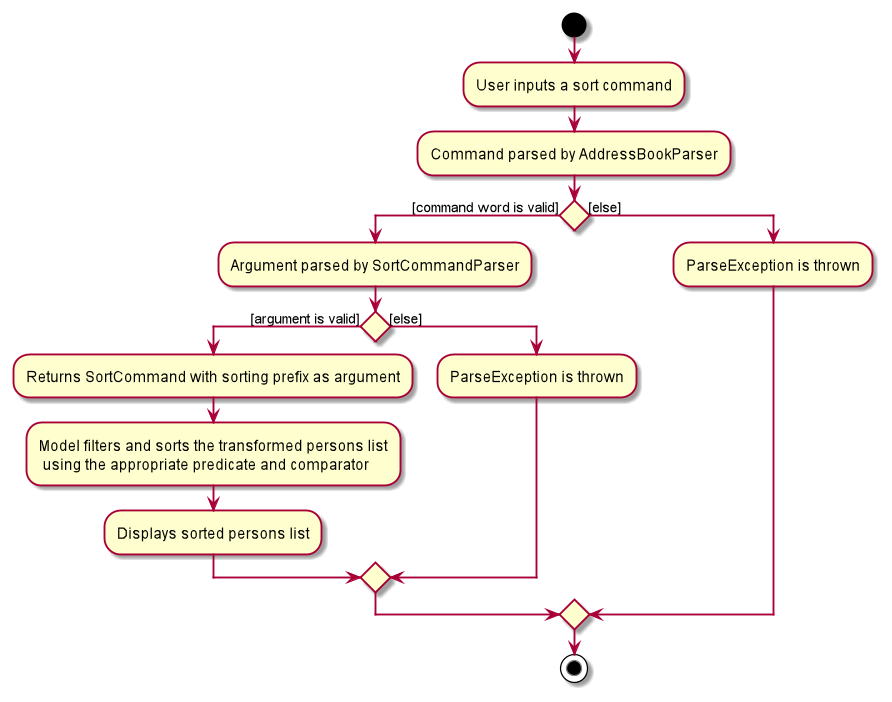 User inputs a sort command
Command parsed by AddressBookParser
[command word is valid]
[else]
Argument parsed by SortCommandParser
ParseException is thrown
[argument is valid]
[else]
Returns SortCommand with sorting prefix as argument
ParseException is thrown
Model filters and sorts the transformed persons list
using the appropriate predicate and comparator
Displays sorted persons list